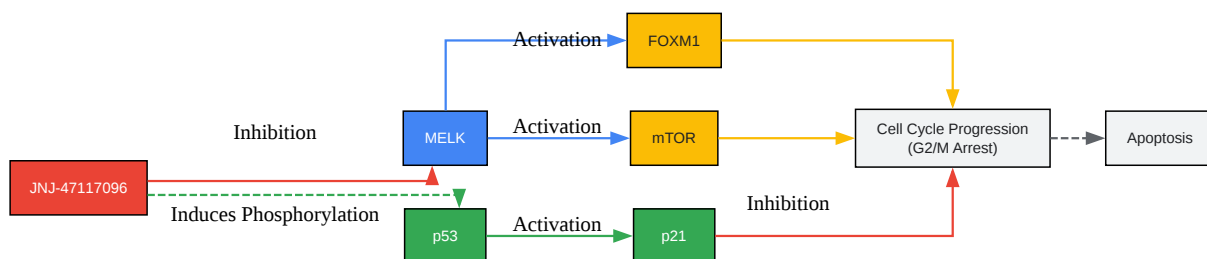 Activation
FOXM1
Inhibition
MELK
Activation
mTOR
Cell Cycle Progression
(G2/M Arrest)
Apoptosis
JNJ-47117096
Induces Phosphorylation
p53
Activation
p21
Inhibition